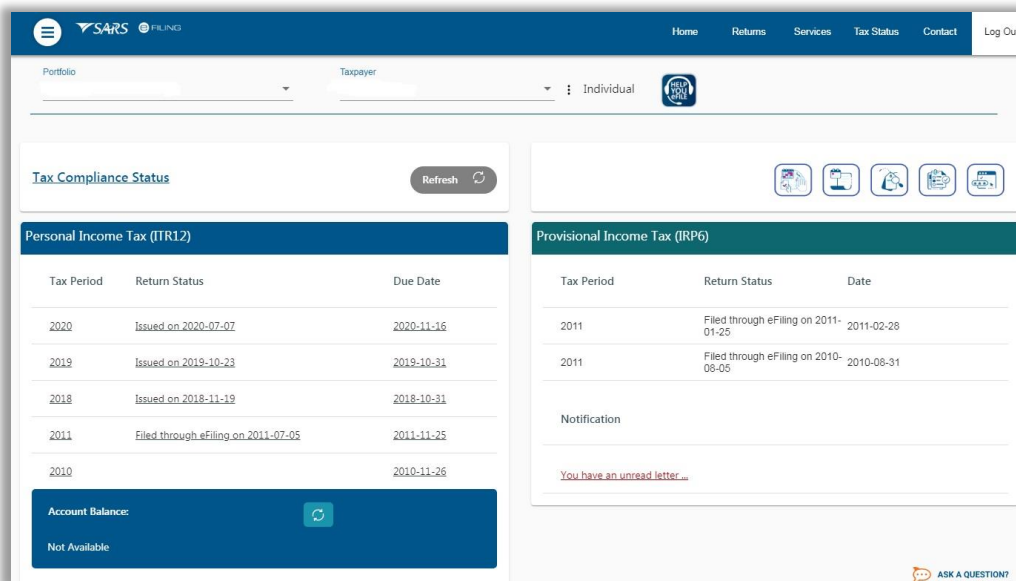 SARS eFILING
Home Returns Services Tax Status Contact Log Ou
Portfolio Taxpayer
Individual
HELP YOU eFILE
Tax Compliance Status Refresh
Personal Income Tax (ITR12)
Tax Period Return Status Due Date
2020 Issued on 2020-07-07 2020-11-16
2019 Issued on 2019-10-23 2019-10-31
2018 Issued on 2018-11-19 2018-10-31
2011 Filed through eFiling on 2011-07-05 2011-11-25
2010 2010-11-26
Account Balance:
Not Available
Provisional Income Tax (IRP6)
Tax Period Return Status Date
2011 Filed through eFiling on 2011-
01-25 2011-02-28
2011 Filed through eFiling on 2010-
08-05 2010-08-31
Notification
You have an unread letter ...
ASK A QUESTION?